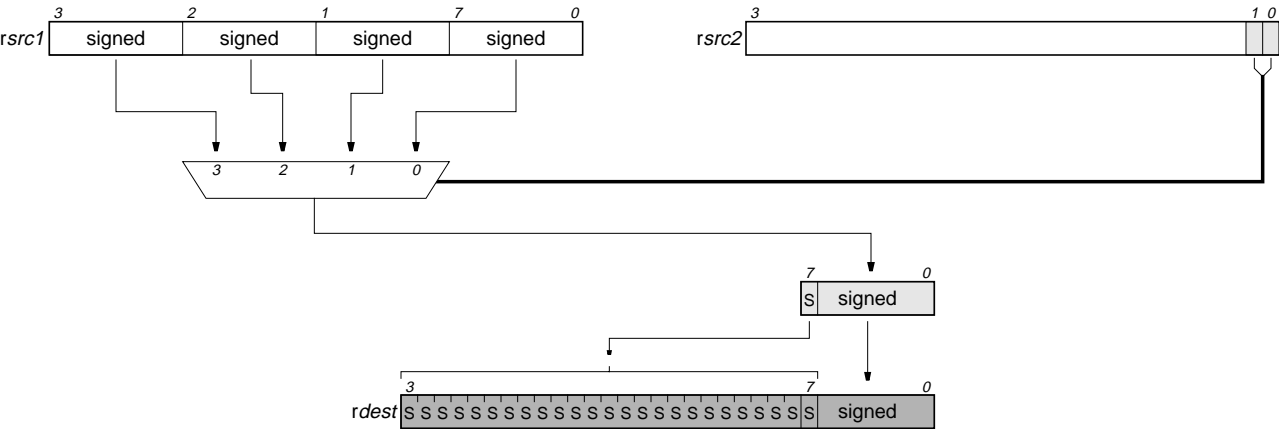 3 2 1 7 0 3 1 0
rsrc1 signed signed signed signed rsrc2
3 2 1 0
7 0
S signed
3 7 0
rdest S S S S S S S S S S S S S S S S S S S S S S S S S signed